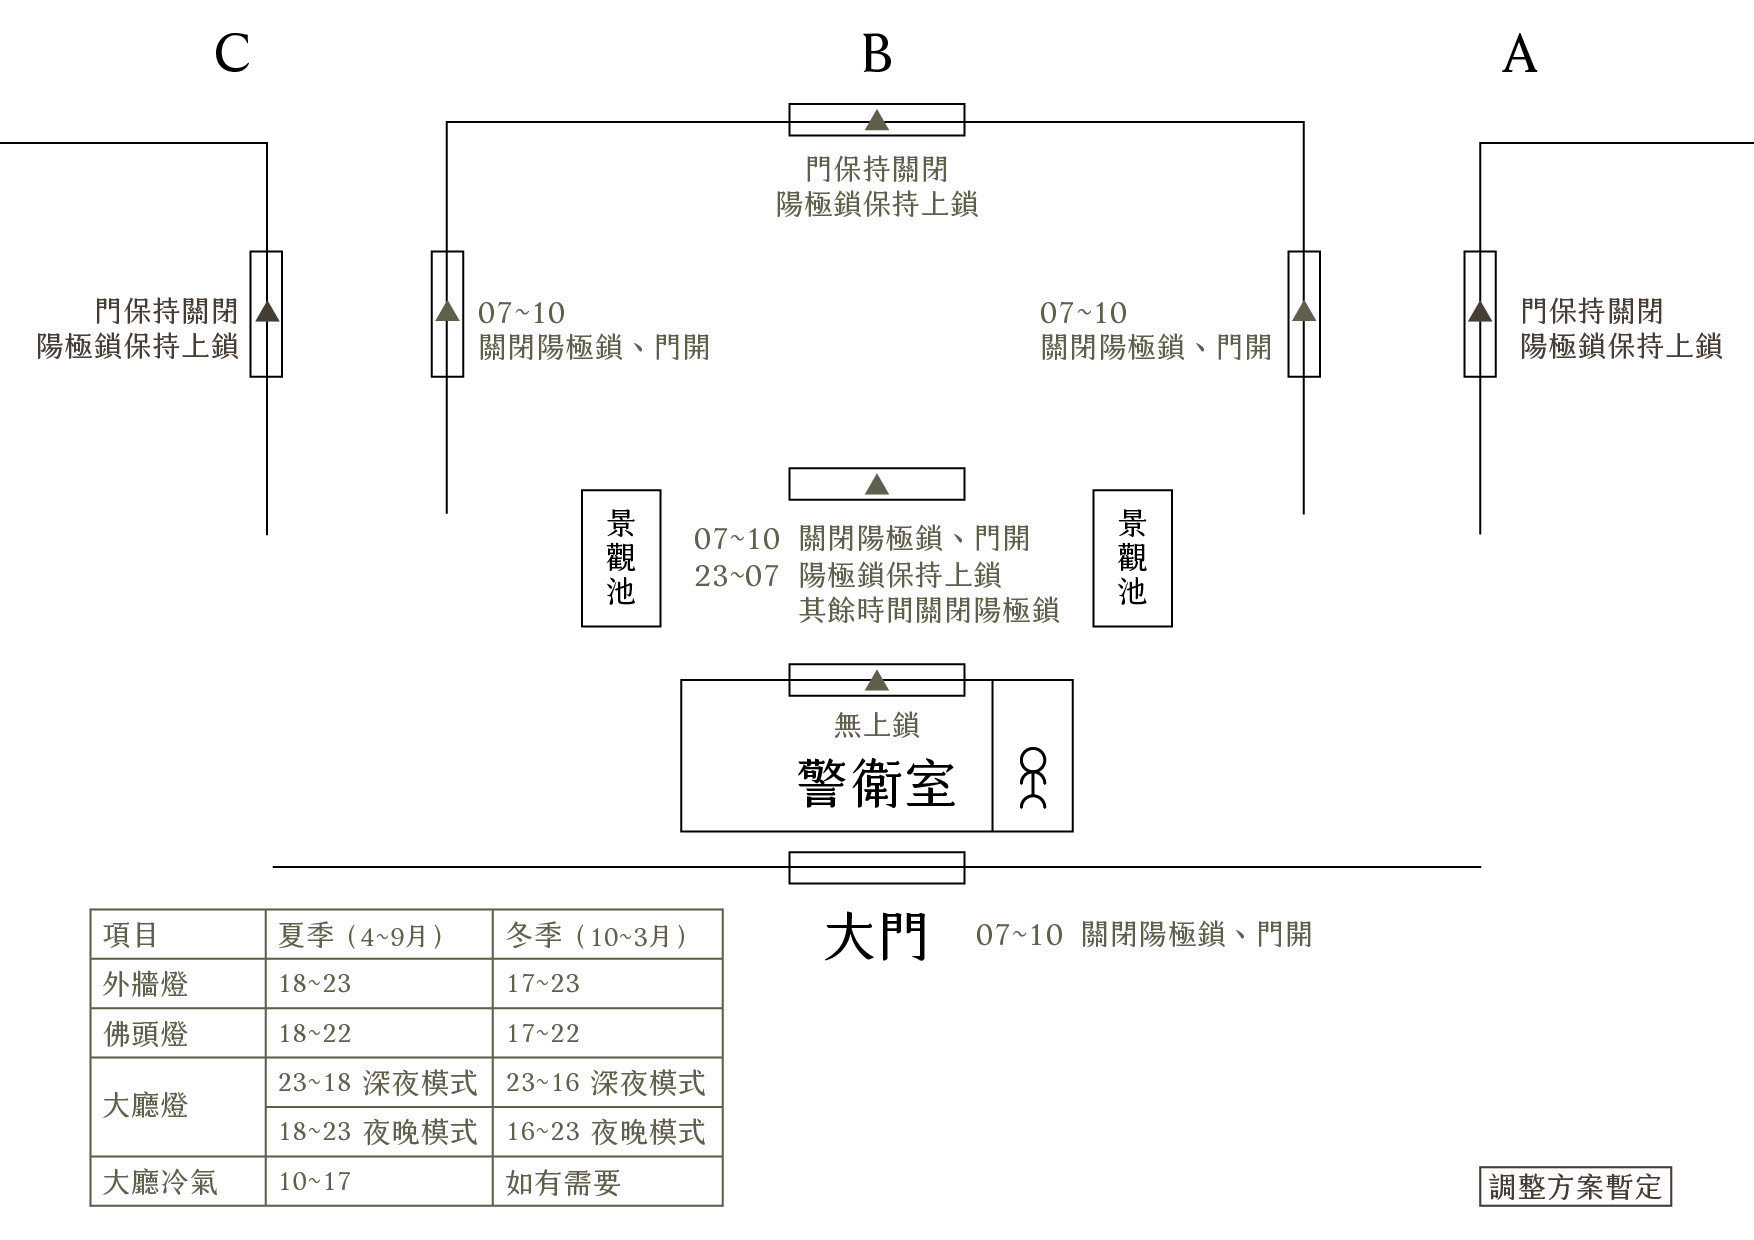 C
B
A
門保持關閉
陽極鎖保持上鎖
門保持關閉
陽極鎖保持上鎖
07~10
關閉陽極鎖、門開
07~10
關閉陽極鎖、門開
門保持關閉
陽極鎖保持上鎖
景觀池
07~10 關閉陽極鎖、門開
23~07 陽極鎖保持上鎖
其餘時間關閉陽極鎖
景觀池
無上鎖
警衛室
大門
07~10 關閉陽極鎖、門開
項目 夏季（4~9月） 冬季（10~3月）
外牆燈 18~23 17~23
佛頭燈 18~22 17~22
大廳燈
23~18 深夜模式 23~16 深夜模式
18~23 夜晚模式 16~23 夜晚模式
大廳冷氣 10~17 如有需要
調整方案暫定